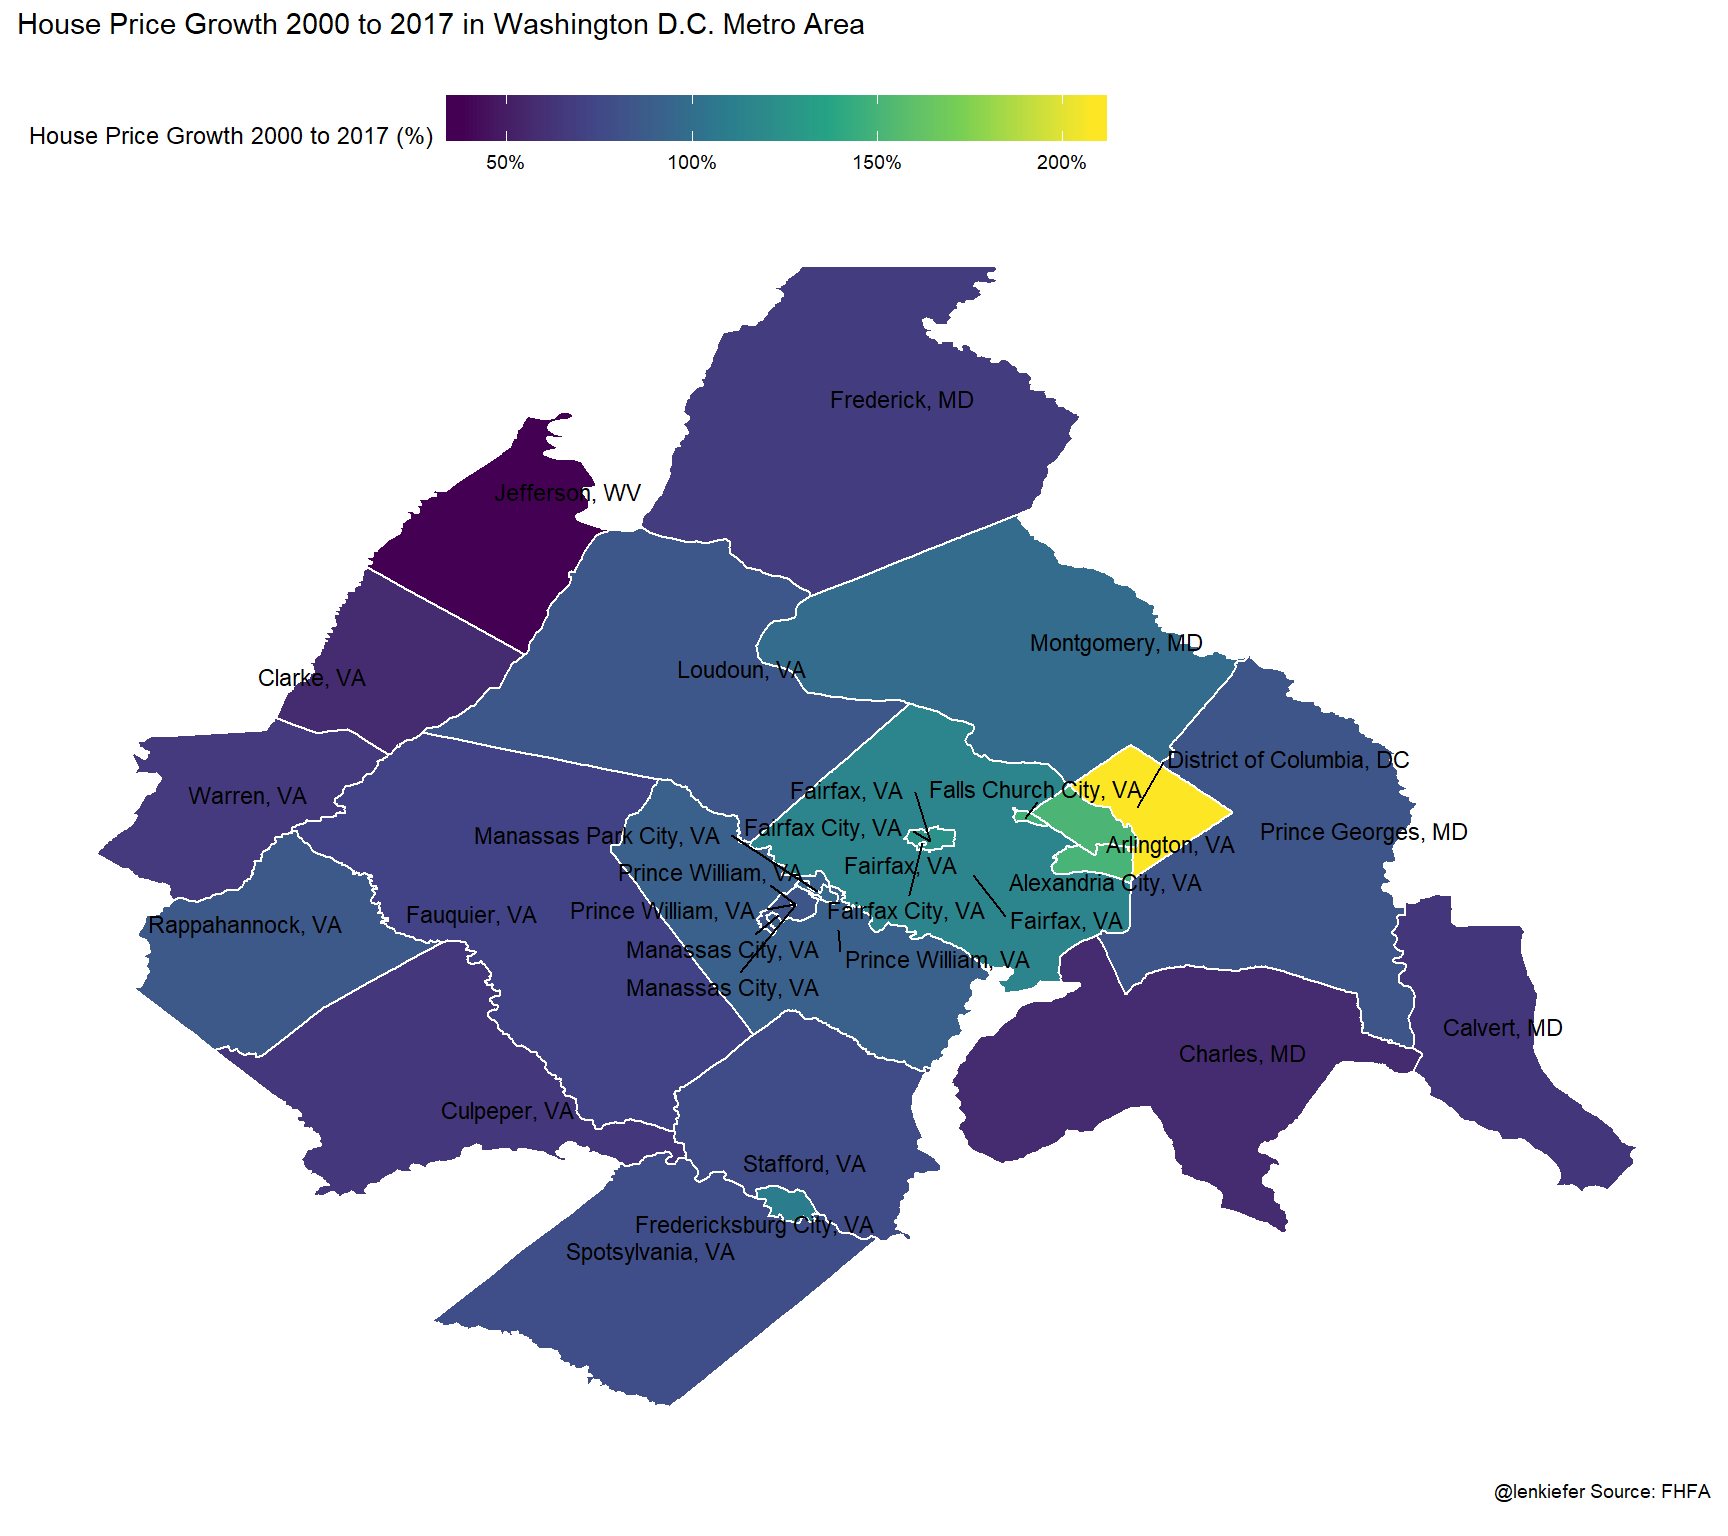 House Price Growth 2000 to 2017 in Washington D.C. Metro Area
House Price Growth 2000 to 2017 (%)
50%
100%
150%
200%
Frederick, MD
Jefferson, WV
Montgomery, MD
Loudoun, VA
Clarke, VA
District of Columbia, DC
Fairfax, VA
Falls Church City, VA
Warren, VA
Fairfax City, VA
Prince Georges, MD
Manassas Park City, VA
Arlington, VA
Fairfax, VA
Prince William, VA
Alexandria City, VA
Prince William, VA
Fairfax City, VA
Fauquier, VA
Fairfax, VA
Rappahannock, VA
Manassas City, VA
Prince William, VA
Manassas City, VA
Calvert, MD
Charles, MD
Culpeper, VA
Stafford, VA
Fredericksburg City, VA
Spotsylvania, VA
@lenkiefer Source: FHFA